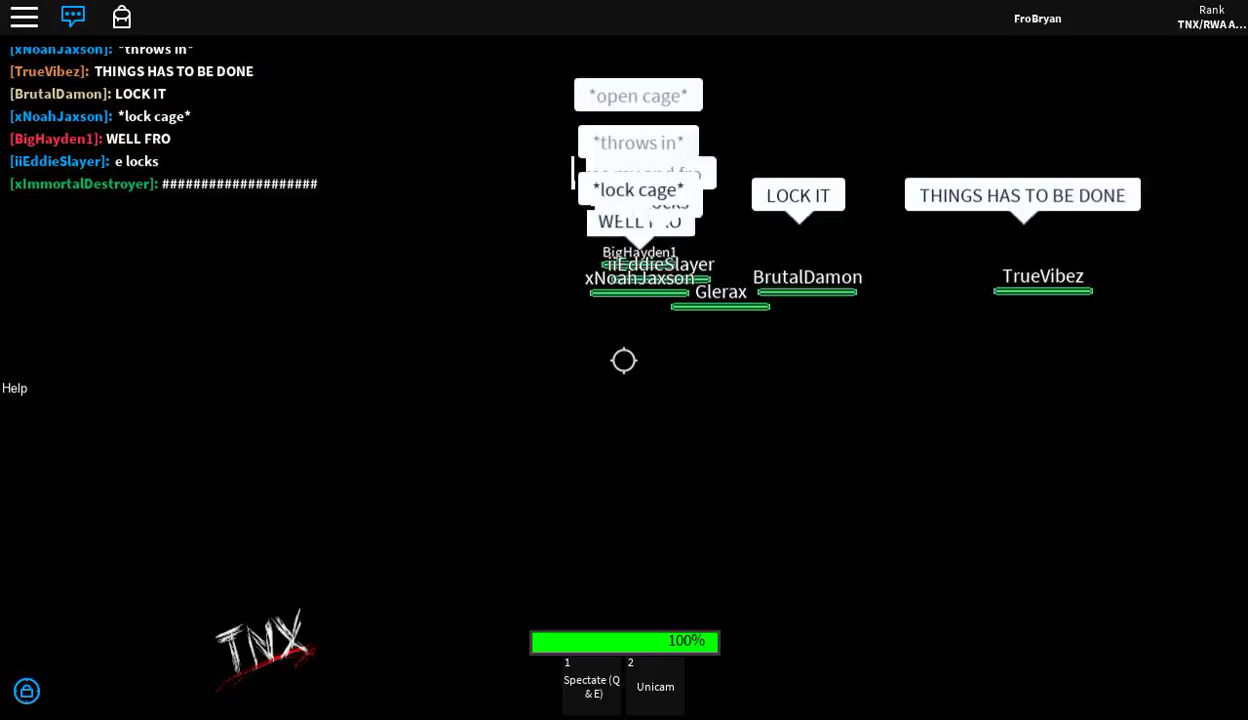 FroBryan
Rank
TNX/RWA A...
[xNoahJaxson]: *throws in*
[TrueVibez]: THINGS HAS TO BE DONE
[BrutalDamon]: LOCK IT
[xNoahJaxson]: *lock cage*
[BigHayden1]: WELL FRO
[iiEddieSlayer]: e locks
[xImmortalDestroyer]: ####################
*open cage*
*throws in*
*lock cage*
LOCK IT
THINGS HAS TO BE DONE
BigHayden1
iiEddieSlayer
xNoahJaxson
Glerax
BrutalDamon
TrueVibez
Help
TNX
100%
1
Spectate (Q
& E)
2
Unicam